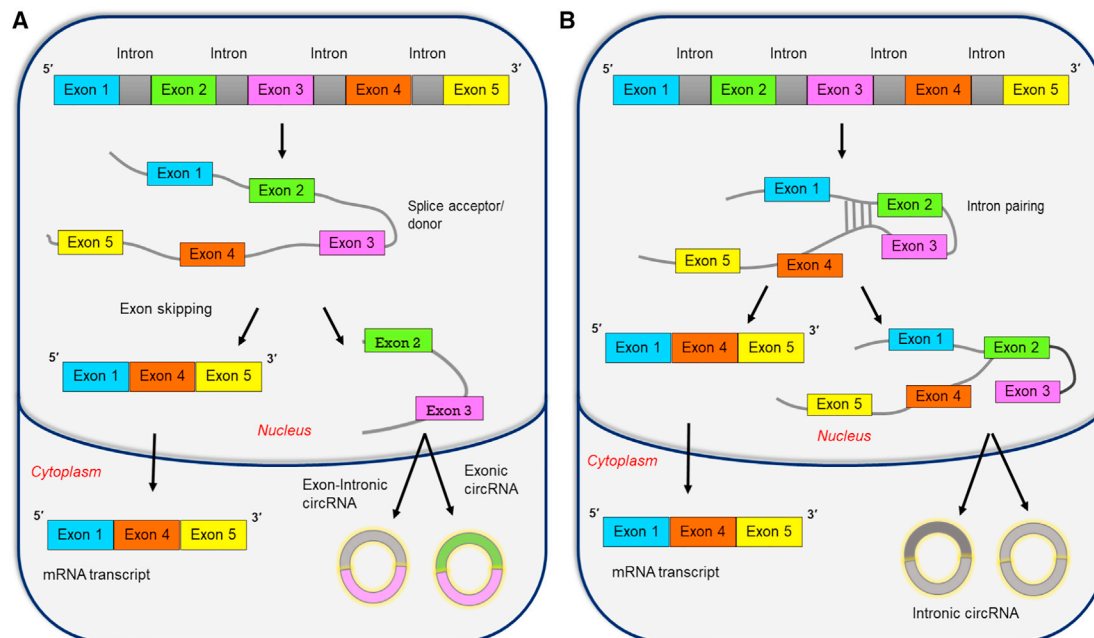 A
Intron Intron Intron Intron
5′ 3′
Exon 1 Exon 2 Exon 3 Exon 4 Exon 5
Exon 1
Exon 2
Splice acceptor/
donor
Exon 5 Exon 4 Exon 3
Exon skipping
5′ 3′
Exon 1 Exon 4 Exon 5
Exon 2
Exon 3
Nucleus
Cytoplasm
Exon-Intronic
circRNA
Exonic
circRNA
5′ 3′
Exon 1 Exon 4 Exon 5
mRNA transcript
B
Intron Intron Intron Intron
5′ 3′
Exon 1 Exon 2 Exon 3 Exon 4 Exon 5
Exon 1 Exon 2
Intron pairing
Exon 3
Exon 5 Exon 4
5′ 3′
Exon 1 Exon 4 Exon 5
Exon 1 Exon 2
Exon 3
Exon 5 Exon 4
Nucleus
Cytoplasm
5′ 3′
Exon 1 Exon 4 Exon 5
mRNA transcript
Intronic circRNA